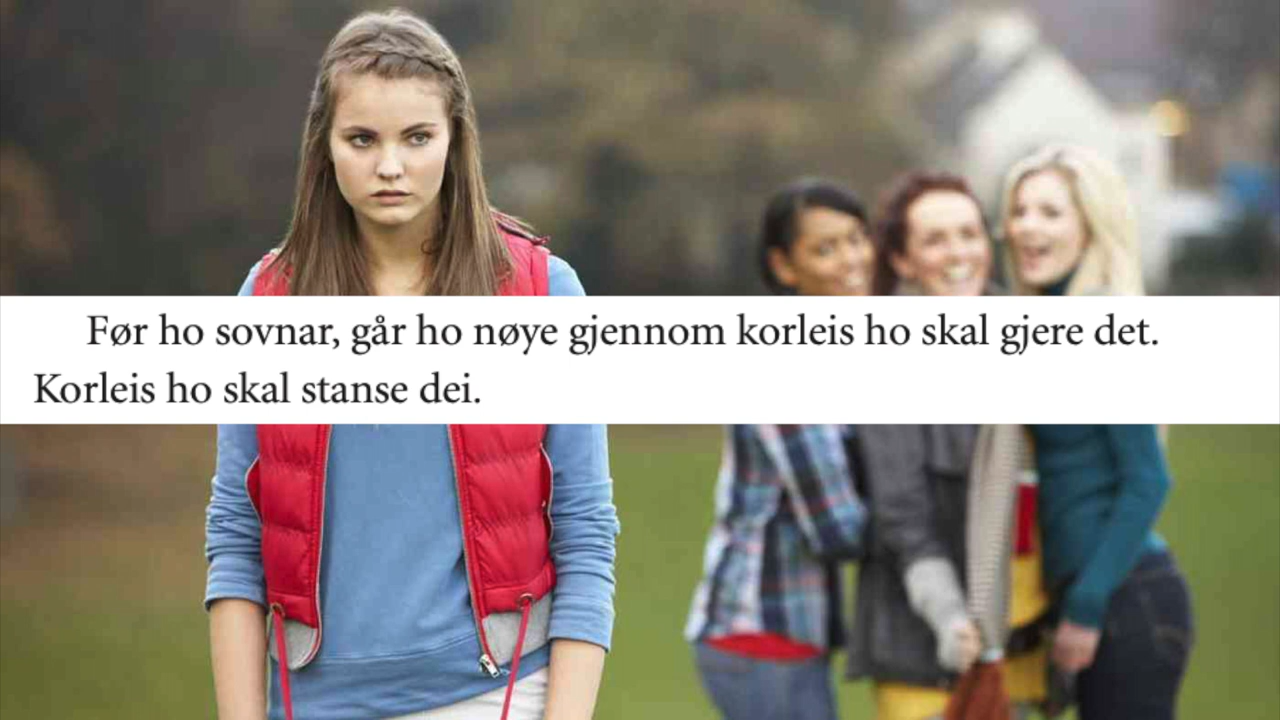 Før ho sovnar, går ho nøye gjennom korleis ho skal gjere det.
Korleis ho skal stanse dei.